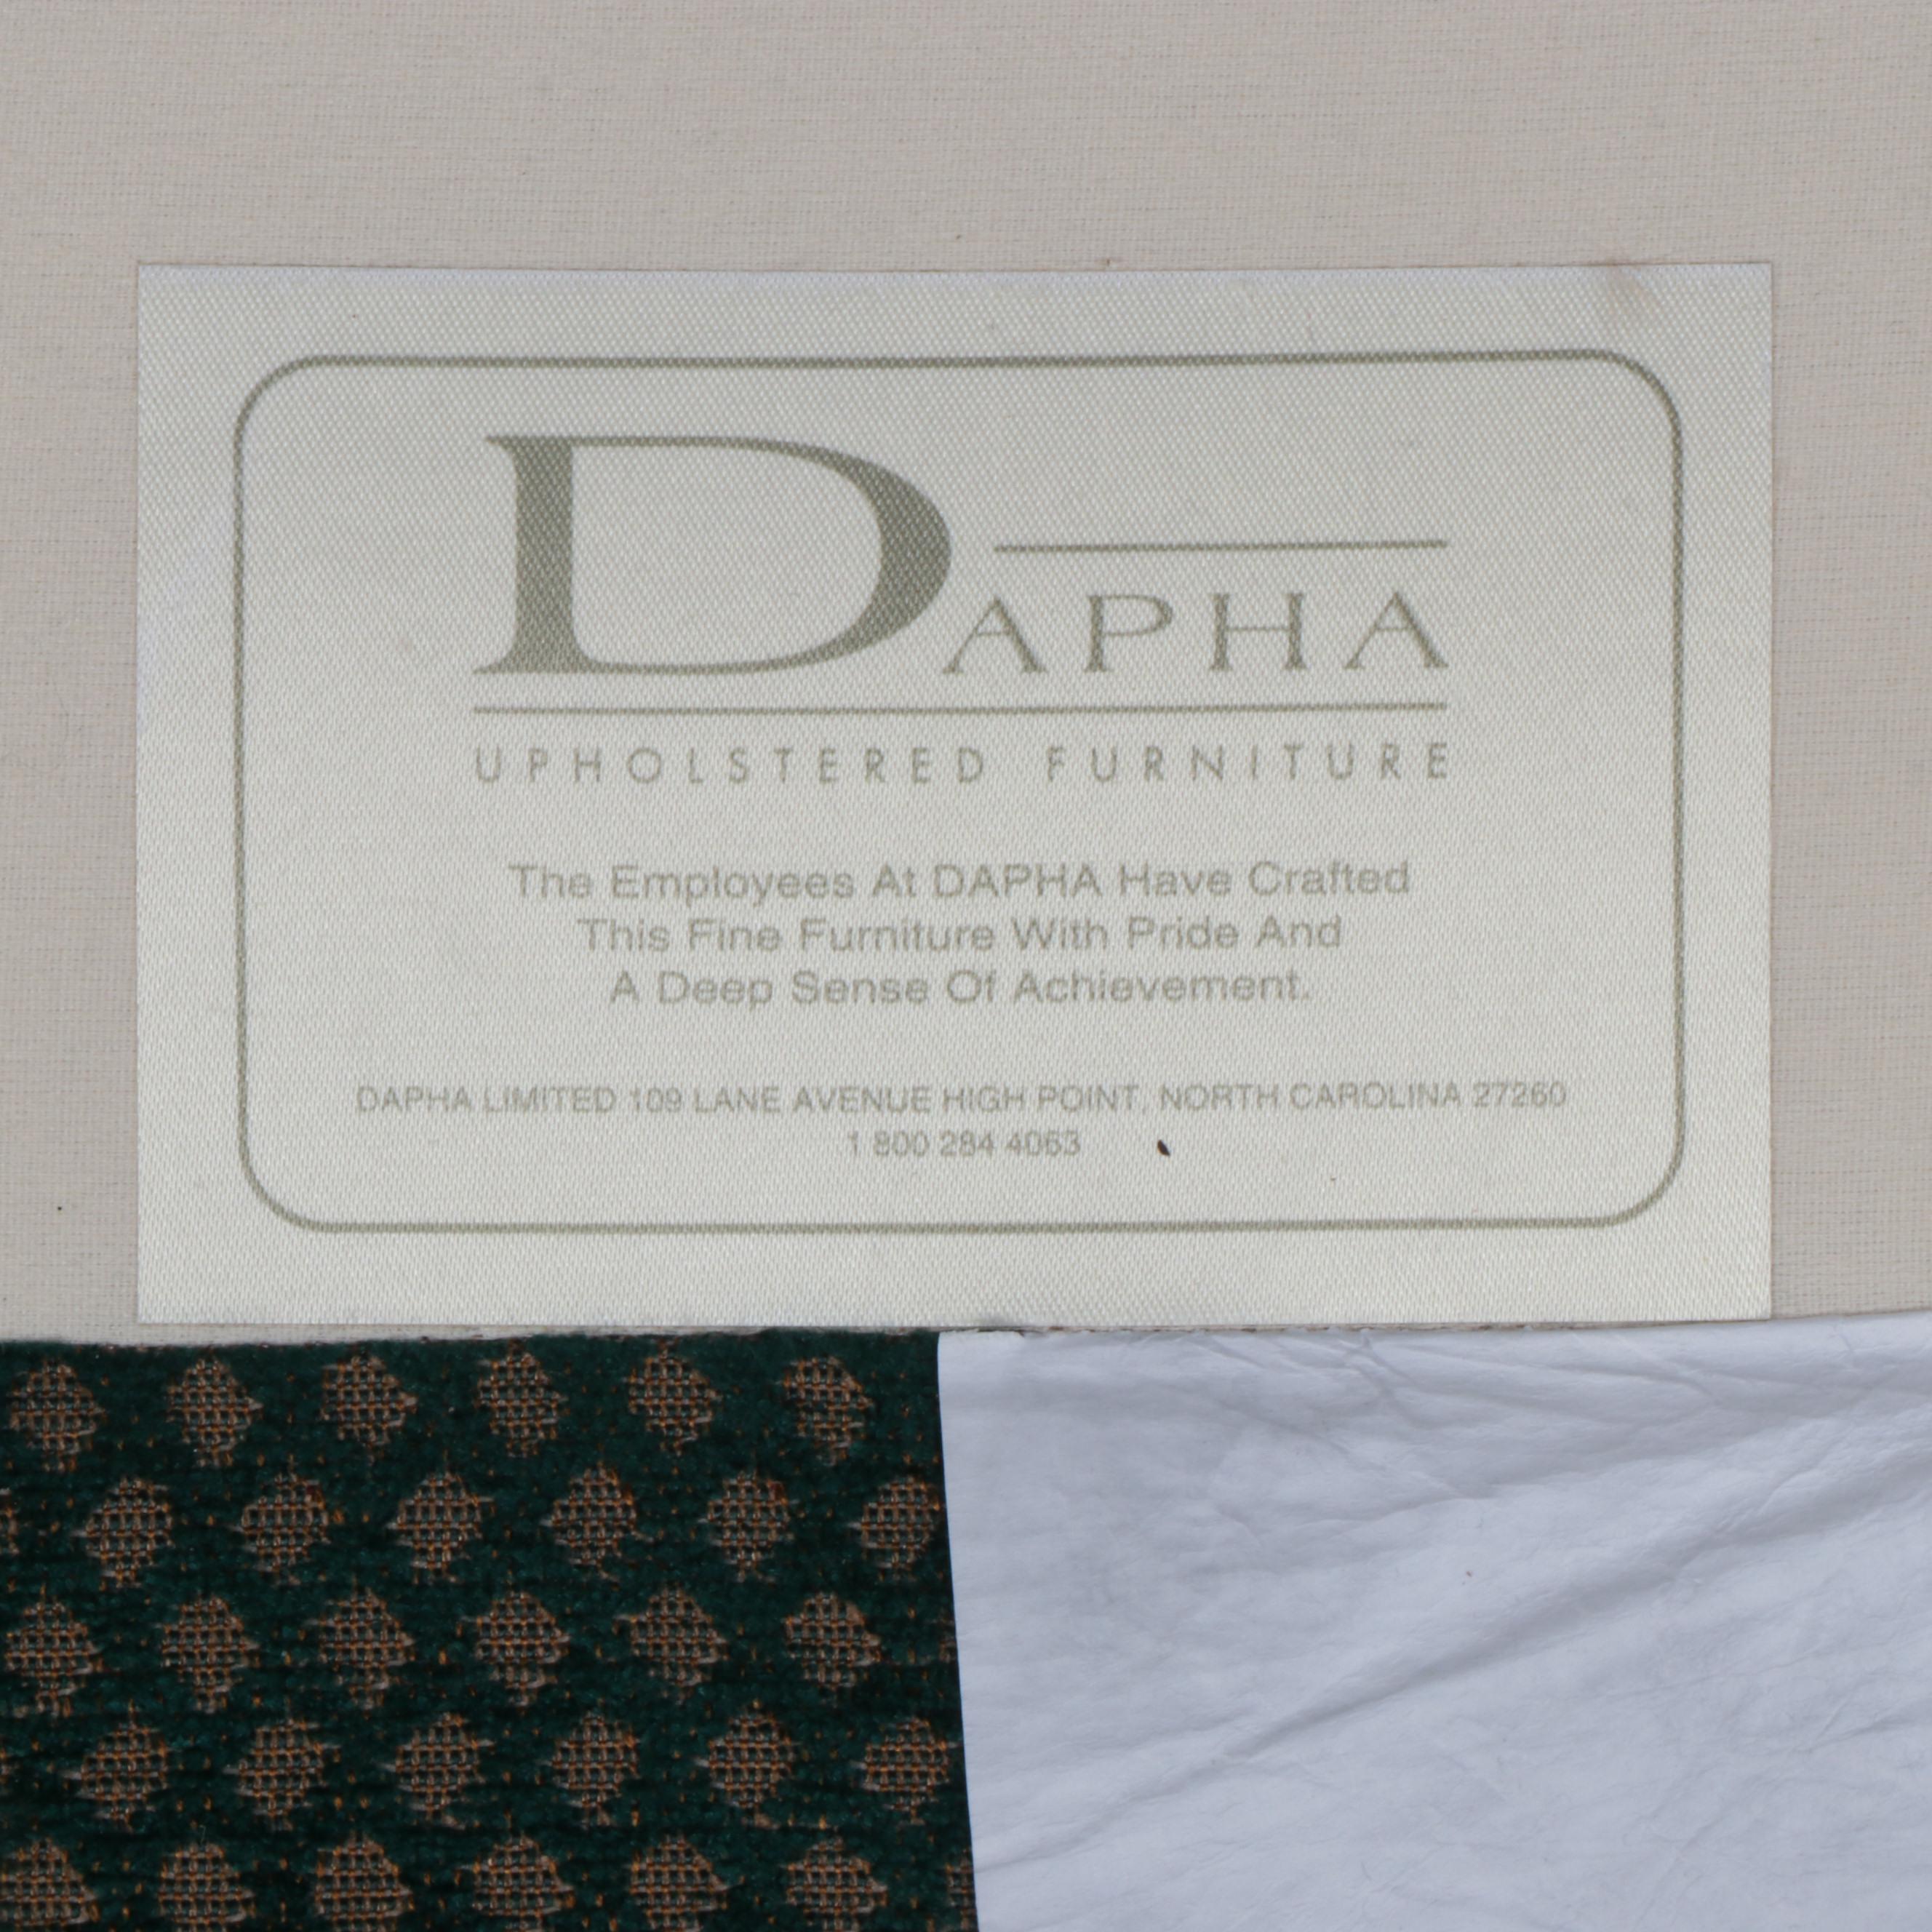 DAPHA
UPHOLSTERED FURNITURE
The Employees At DAPHA Have Crafted
This Fine Furniture With Pride And
A Deep Sense Of Achievement.
DAPHA LIMITED 109 LANE AVENUE HIGH POINT, NORTH CAROLINA 27260
1 800 284 4063